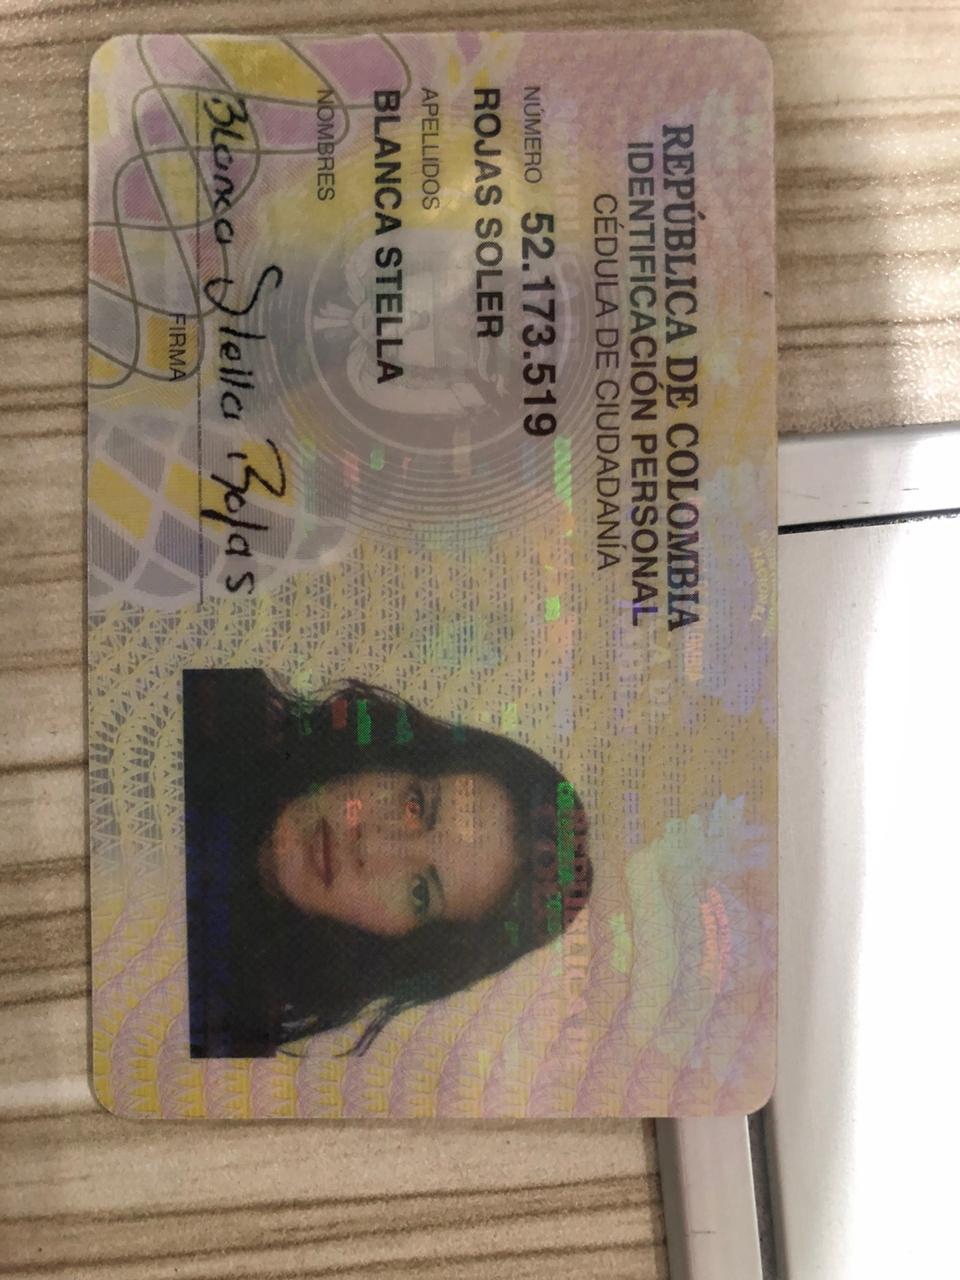 REPÚBLICA DE COLOMBIA
IDENTIFICACIÓN PERSONAL
CÉDULA DE CIUDADANÍA
NÚMERO 52.173.519
ROJAS SOLER
APELLIDOS
BLANCA STELLA
NOMBRES
Blanca Stella Rojas
FIRMA